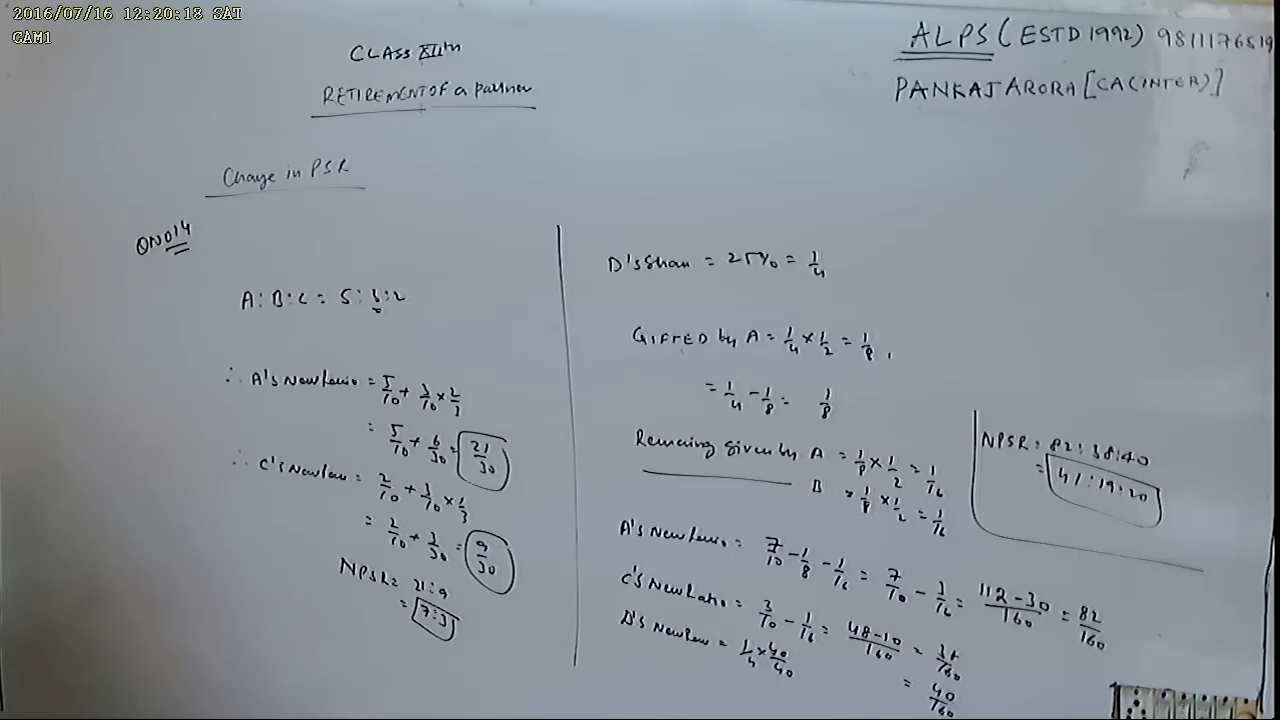 2016/07/16 12:20:18 SAT
CAM1
CLASS XIIth
RETIREMENT OF a Partner
ALPS (ESTD 1992) 9811176519
PANKAJ ARORA [CA(INTER)]
Change in PSR
QNO14
A:B:C = 5:3:2
∴ A's New = 5/10 + 3/10 × 2/3
= 5/10 + 6/30 = 21/30
∴ C's New = 2/10 + 3/10 × 1/3
= 2/10 + 3/30 = 9/30
NPSR = 21:9
= 7:3
D's Share = 25% = 1/4
GIFTED by A = 1/4 × 1/2 = 1/8
= 1/4 - 1/8 = 1/8
Remaining given by A = 1/8 × 1/2 = 1/16
B = 1/8 × 1/2 = 1/16
A's New = 7/10 - 1/8 - 1/16 = 7/10 - 3/16 = 112-30/160 = 82/160
C's New Ratio = 3/10 - 1/16 = 48-10/160 = 38/160
D's New = 1/4 × 40/40 = 40/160
NPSR = 82:38:40
= 41:19:20